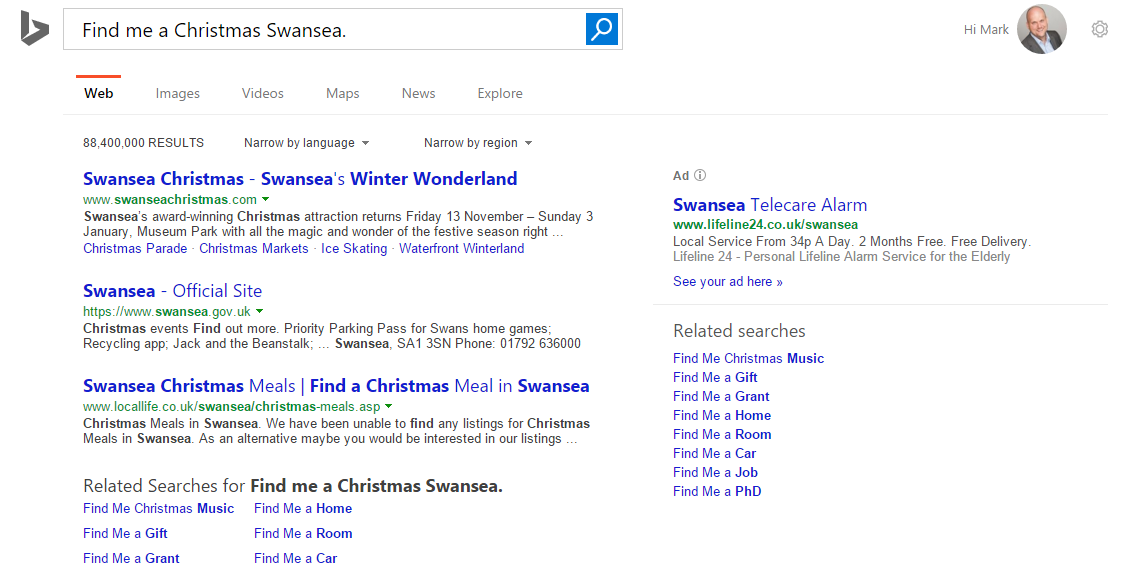 Find me a Christmas Swansea.
Hi Mark
Web Images Videos Maps News Explore
88,400,000 RESULTS Narrow by language Narrow by region
Swansea Christmas - Swansea's Winter Wonderland
www.swanseachristmas.com
Swansea's award-winning Christmas attraction returns Friday 13 November – Sunday 3
January, Museum Park with all the magic and wonder of the festive season right ...
Christmas Parade · Christmas Markets · Ice Skating · Waterfront Winterland
Swansea - Official Site
https://www.swansea.gov.uk
Christmas events Find out more. Priority Parking Pass for Swans home games;
Recycling app; Jack and the Beanstalk; ... Swansea, SA1 3SN Phone: 01792 636000
Swansea Christmas Meals | Find a Christmas Meal in Swansea
www.locallife.co.uk/swansea/christmas-meals.asp
Christmas Meals in Swansea. We have been unable to find any listings for Christmas
Meals in Swansea. As an alternative maybe you would be interested in our listings ...
Related Searches for Find me a Christmas Swansea.
Find Me Christmas Music Find Me a Home
Find Me a Gift Find Me a Room
Find Me a Grant Find Me a Car
Ad
Swansea Telecare Alarm
www.lifeline24.co.uk/swansea
Local Service From 34p A Day. 2 Months Free. Free Delivery.
Lifeline 24 - Personal Lifeline Alarm Service for the Elderly
See your ad here »
Related searches
Find Me Christmas Music
Find Me a Gift
Find Me a Grant
Find Me a Home
Find Me a Room
Find Me a Car
Find Me a Job
Find Me a PhD